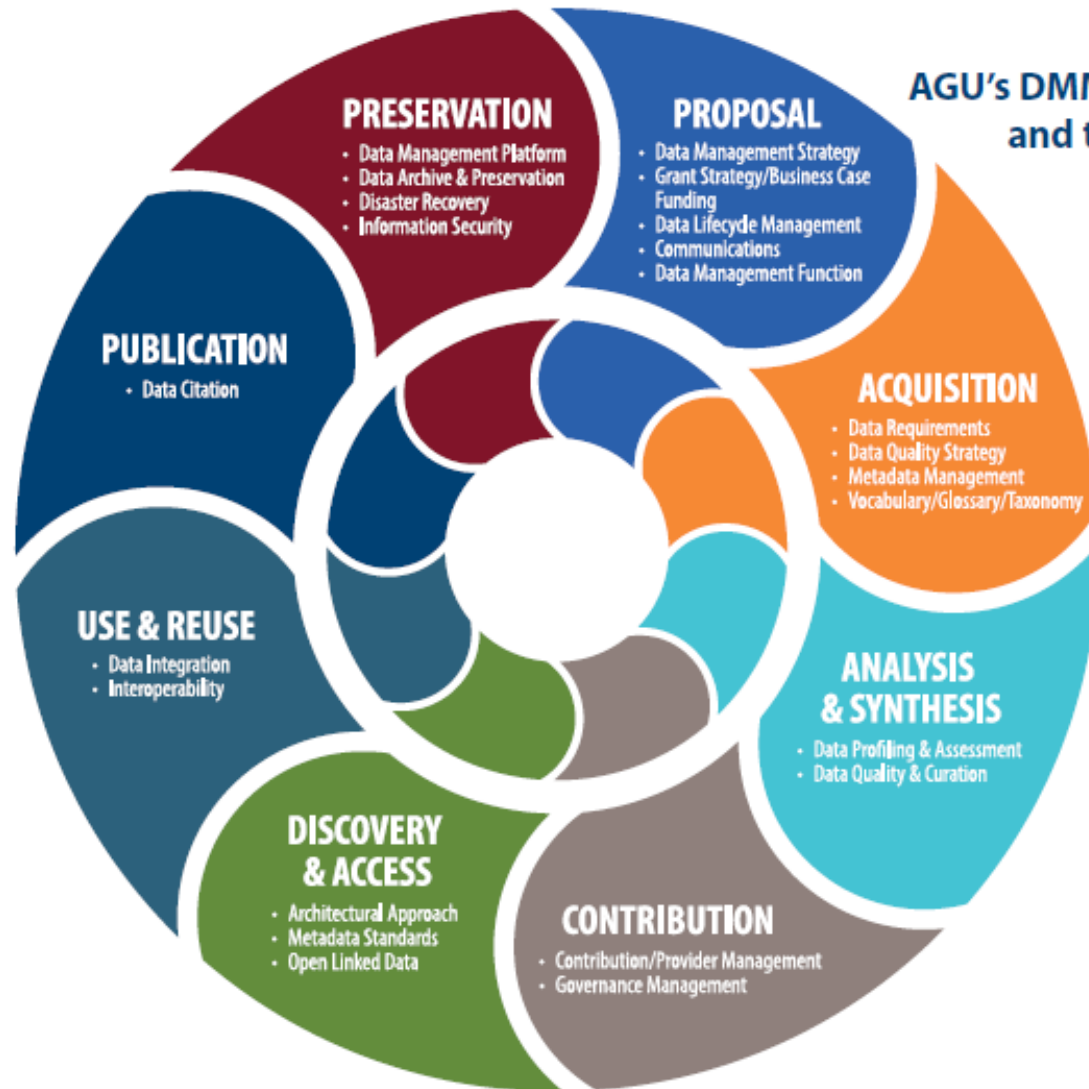 AGU's DM
and t
PRESERVATION
• Data Management Platform
• Data Archive & Preservation
• Disaster Recovery
• Information Security
PROPOSAL
• Data Management Strategy
• Grant Strategy/Business Case
Funding
• Data Lifecycle Management
• Communications
• Data Management Function
ACQUISITION
• Data Requirements
• Data Quality Strategy
• Metadata Management
• Vocabulary/Glossary/Taxonomy
ANALYSIS
& SYNTHESIS
• Data Profiling & Assessment
• Data Quality & Curation
CONTRIBUTION
• Contribution/Provider Management
• Governance Management
DISCOVERY
& ACCESS
• Architectural Approach
• Metadata Standards
• Open Linked Data
USE & REUSE
• Data Integration
• Interoperability
PUBLICATION
• Data Citation